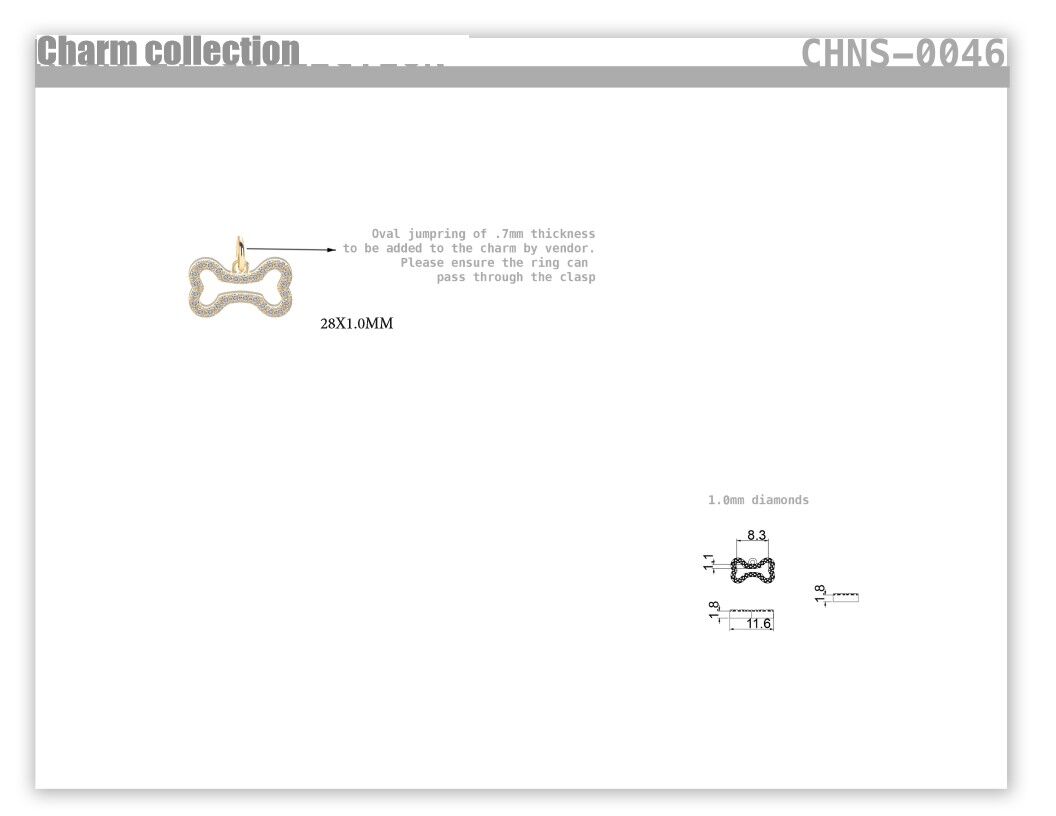 Charm collection
CHNS-0046
Oval jumpring of .7mm thickness
to be added to the charm by vendor.
Please ensure the ring can
pass through the clasp
28X1.0MM
1.0mm diamonds
8.3
1.1
1.8
1.8
11.6